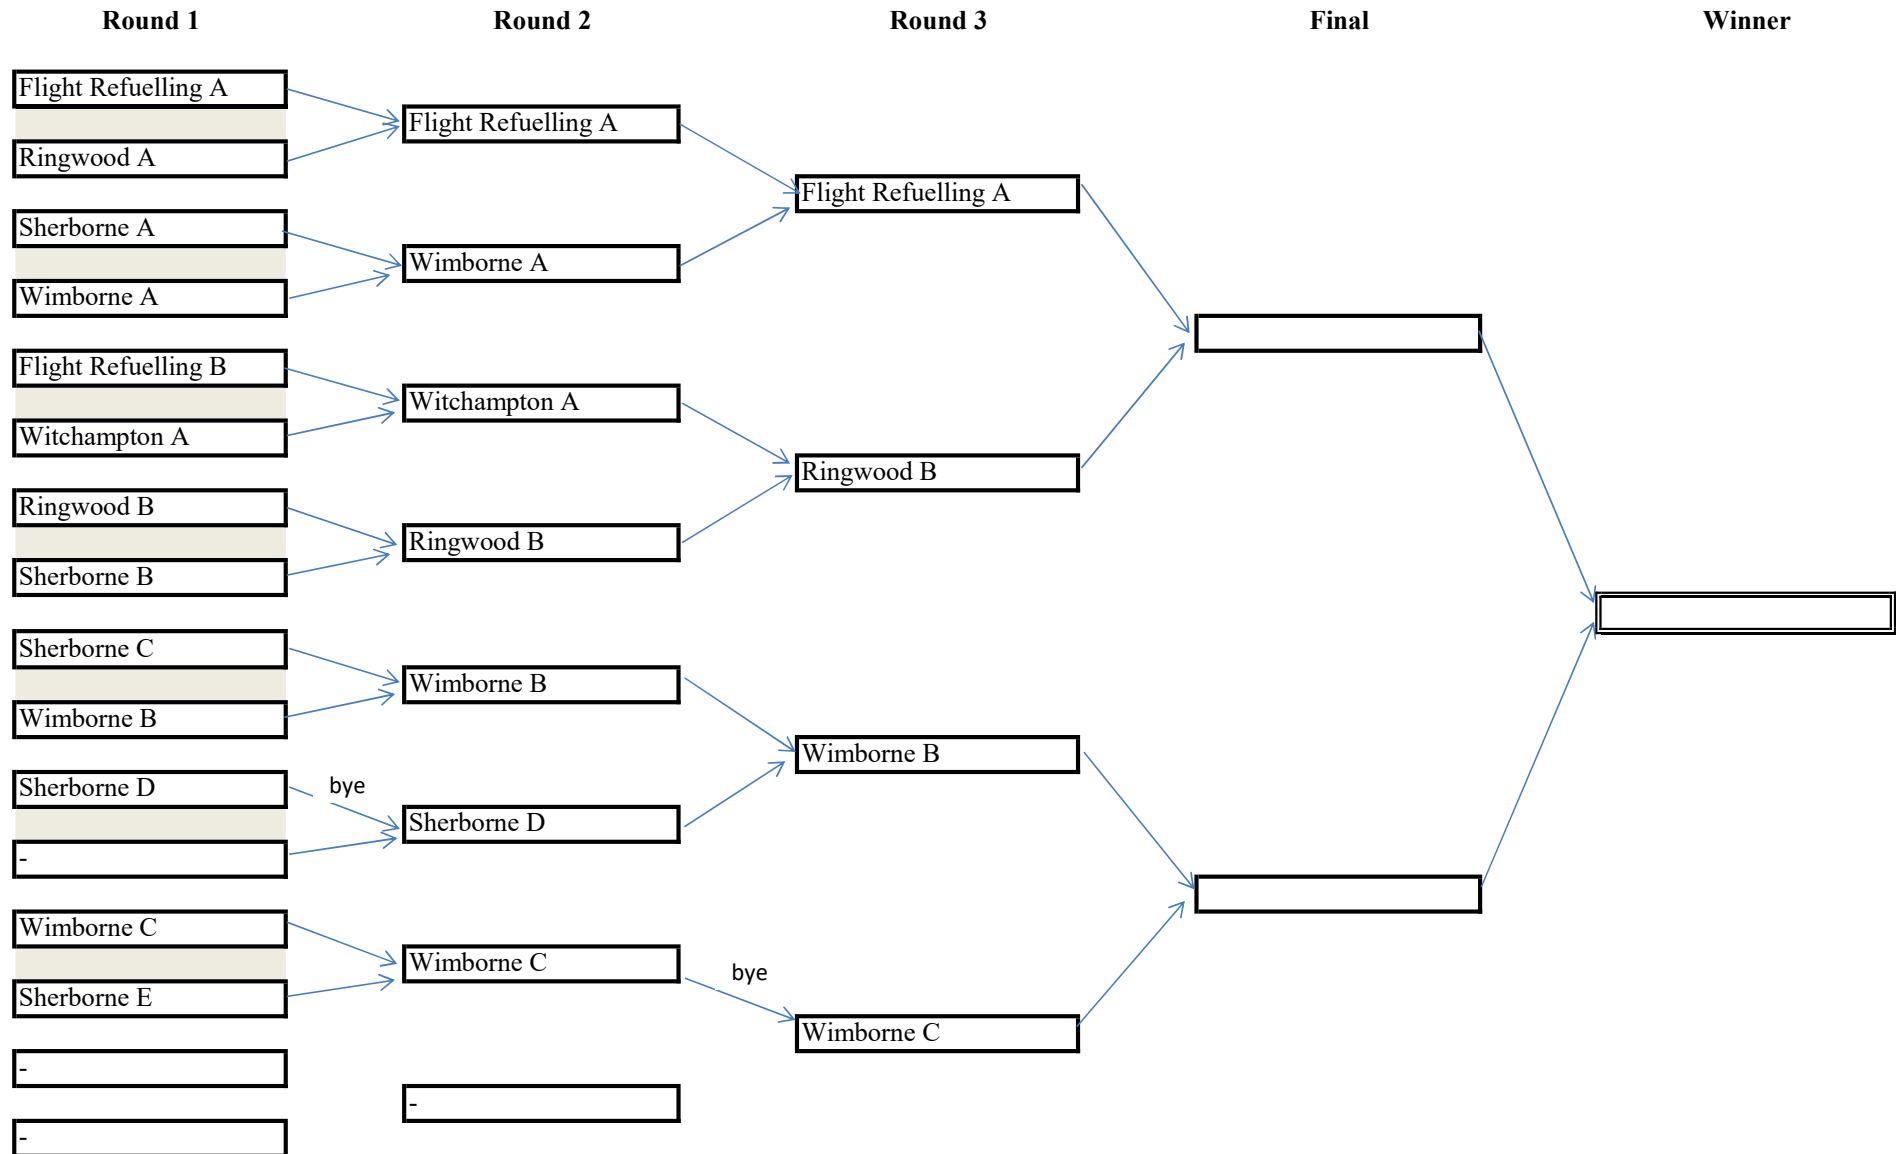 Round 1
Round 2
Round 3
Final
Winner
Flight Refuelling A
Ringwood A
Sherborne A
Wimborne A
Flight Refuelling B
Witchampton A
Ringwood B
Sherborne B
Sherborne C
Wimborne B
Sherborne D
bye
-
Wimborne C
Sherborne E
-
-
Flight Refuelling A
Wimborne A
Witchampton A
Ringwood B
Wimborne B
Sherborne D
Wimborne C
bye
-
Flight Refuelling A
Ringwood B
Wimborne B
Wimborne C